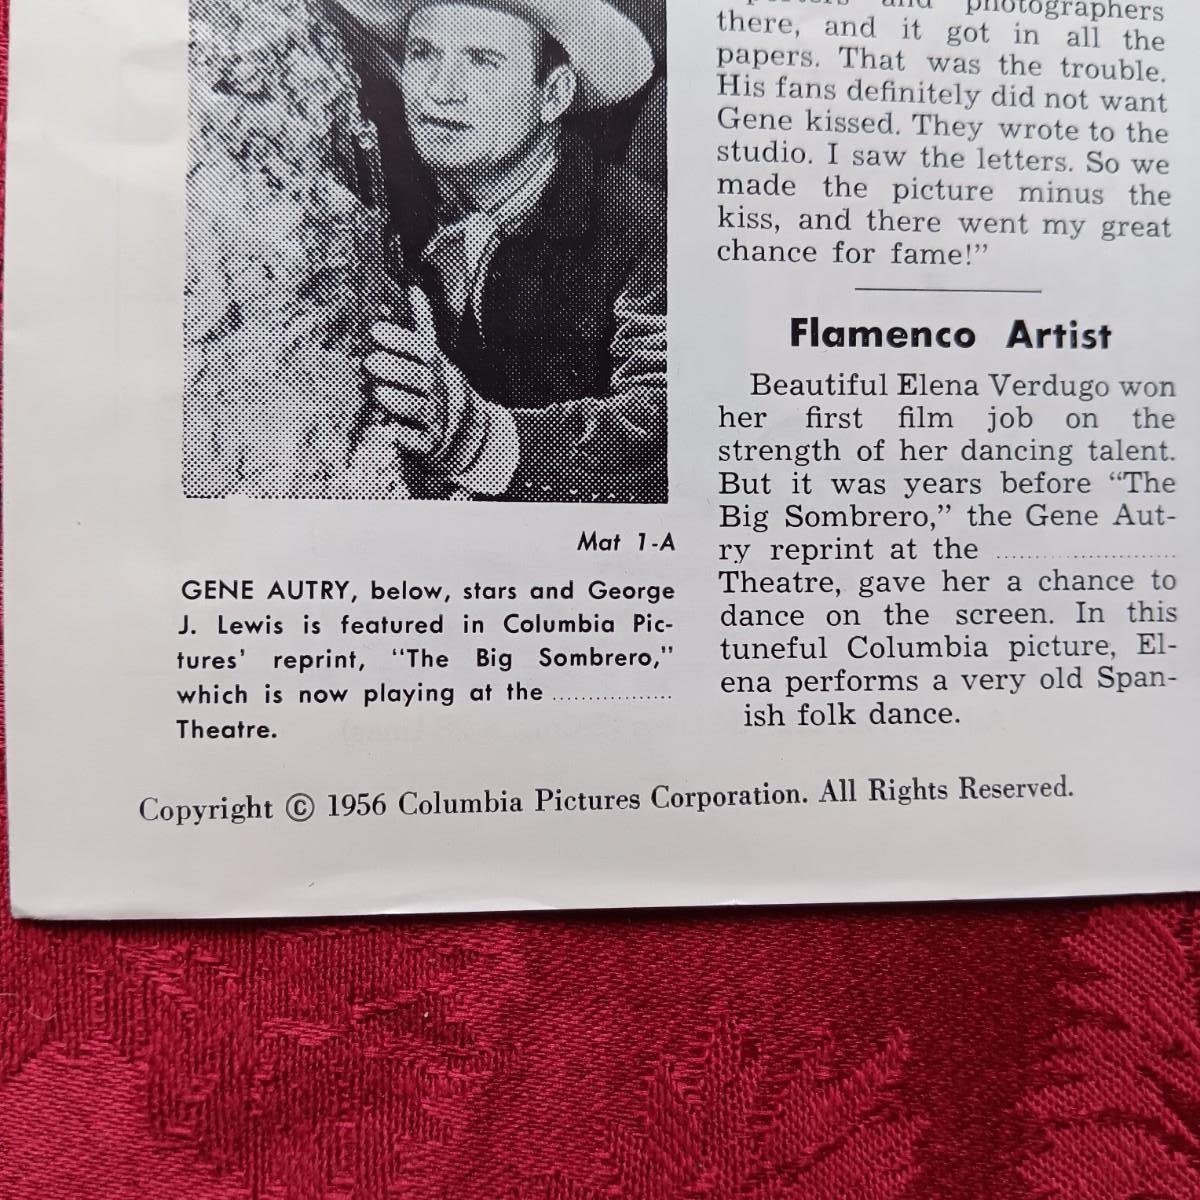 Mat 1-A
GENE AUTRY, below, stars and George
J. Lewis is featured in Columbia Pic-
tures' reprint, "The Big Sombrero,"
which is now playing at the ..................
Theatre.
photographers
there, and it got in all the
papers. That was the trouble.
His fans definitely did not want
Gene kissed. They wrote to the
studio. I saw the letters. So we
made the picture minus the
kiss, and there went my great
chance for fame!"
Flamenco Artist
Beautiful Elena Verdugo won
her first film job on the
strength of her dancing talent.
But it was years before "The
Big Sombrero," the Gene Aut-
ry reprint at the ...........................
Theatre, gave her a chance to
dance on the screen. In this
tuneful Columbia picture, El-
ena performs a very old Span-
ish folk dance.
Copyright © 1956 Columbia Pictures Corporation. All Rights Reserved.